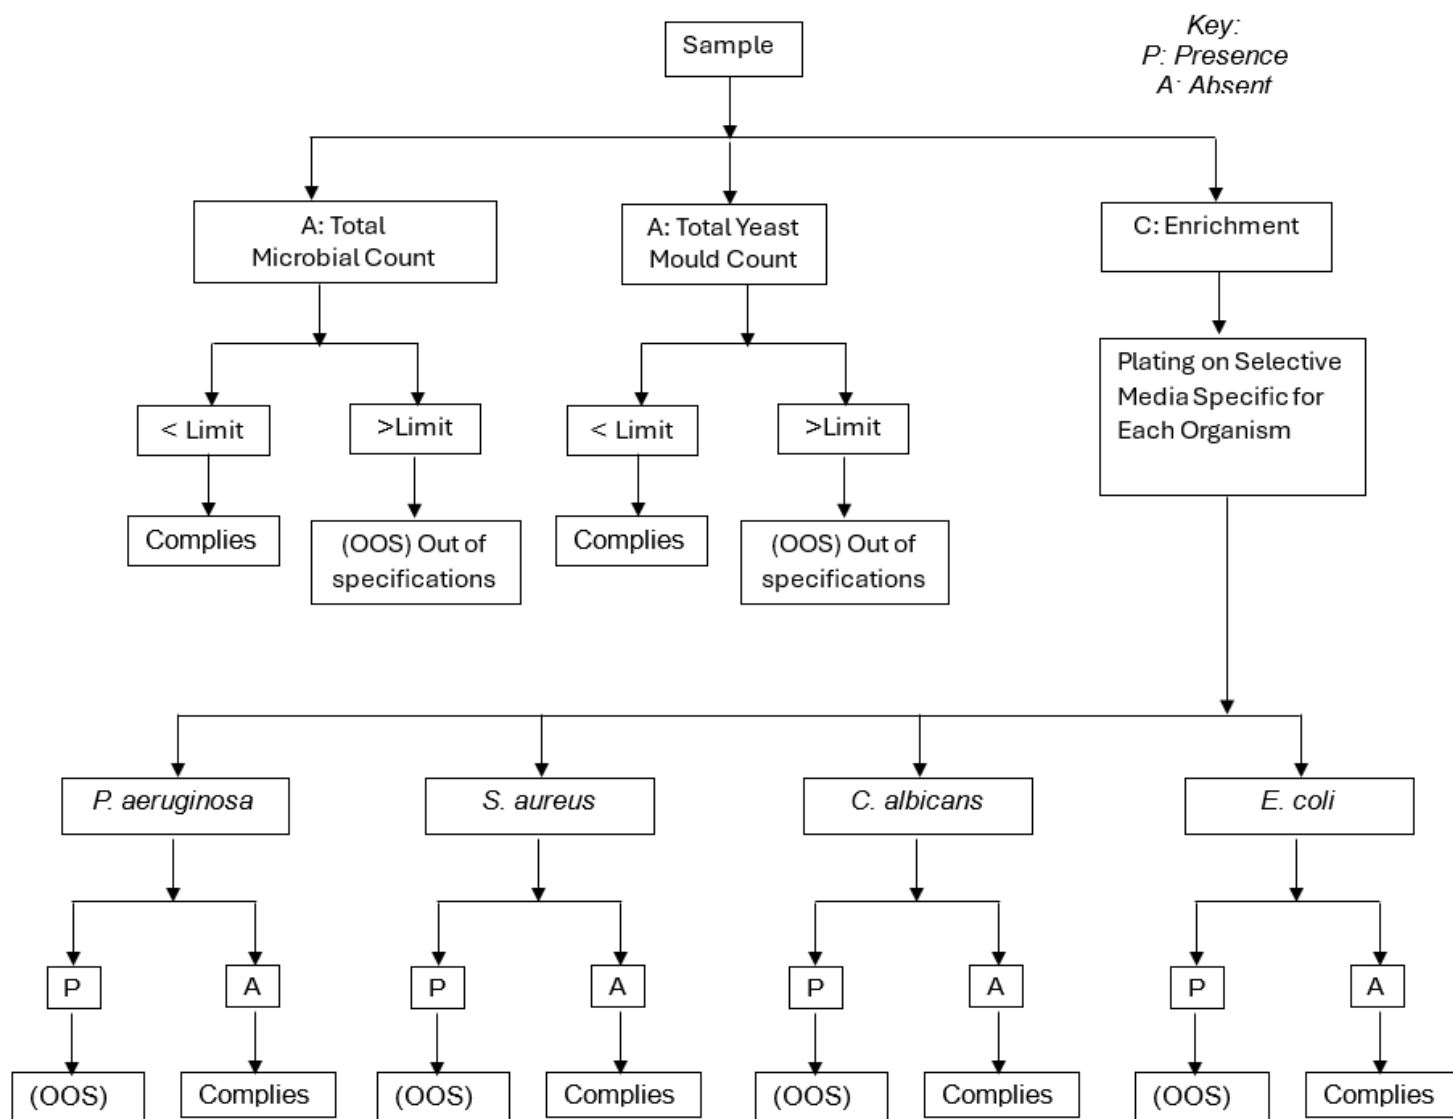 Sample
Key:
P: Presence
A: Absent
A: Total
Microbial Count
A: Total Yeast
Mould Count
C: Enrichment
Plating on Selective
Media Specific for
Each Organism
< Limit
>Limit
< Limit
>Limit
Complies
(OOS) Out of
specifications
Complies
(OOS) Out of
specifications
P. aeruginosa
S. aureus
C. albicans
E. coli
P
A
P
A
P
A
P
A
(OOS)
Complies
(OOS)
Complies
(OOS)
Complies
(OOS)
Complies